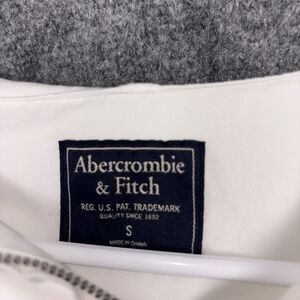 Abercrombie
& Fitch
REG. U.S. PAT. TRADEMARK
QUALITY SINCE 1892
S
MADE IN CHINA